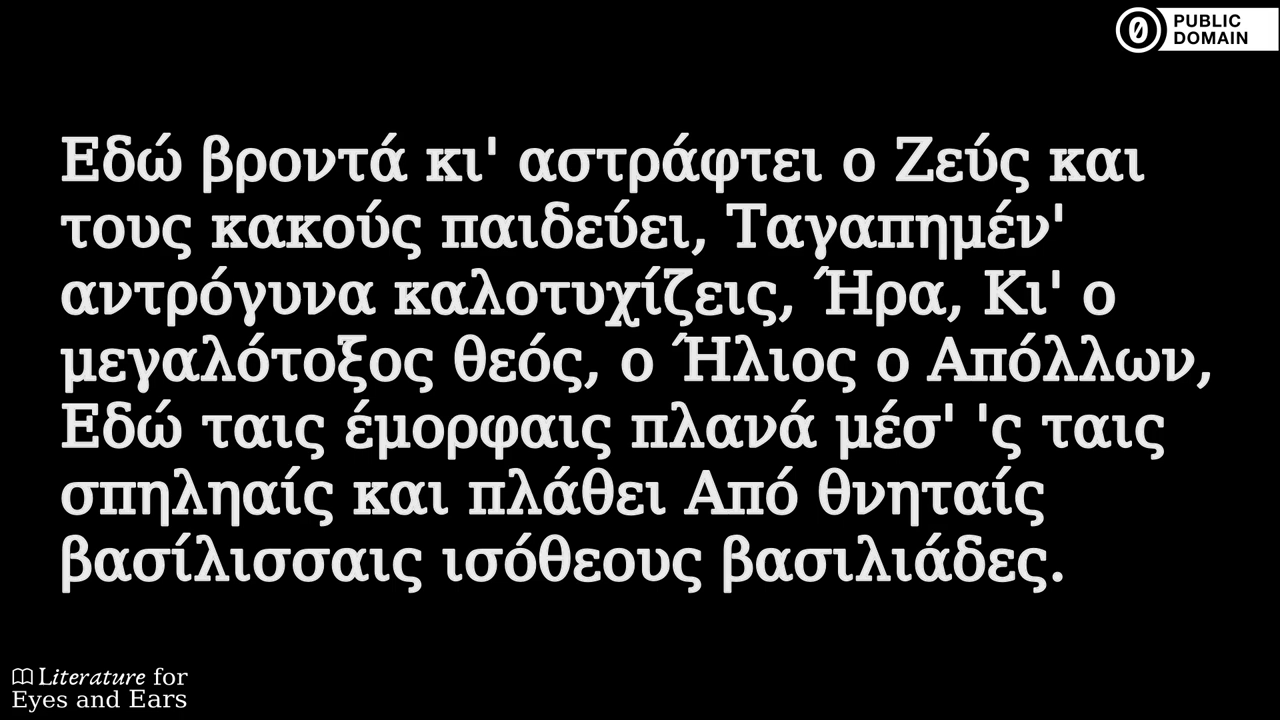 PUBLIC
DOMAIN
Εδώ βροντά κι' αστράφτει ο Ζεύς και
τους κακούς παιδεύει, Ταγαπημέν'
αντρόγυνα καλοτυχίζεις, Ήρα, Κι' ο
μεγαλότοξος θεός, ο Ήλιος ο Απόλλων,
Εδώ ταις έμορφαις πλανά μέσ' 'ς ταις
σπηληαίς και πλάθει Από θνηταίς
βασίλισσαις ισόθεους βασιλιάδες.
Literature for
Eyes and Ears